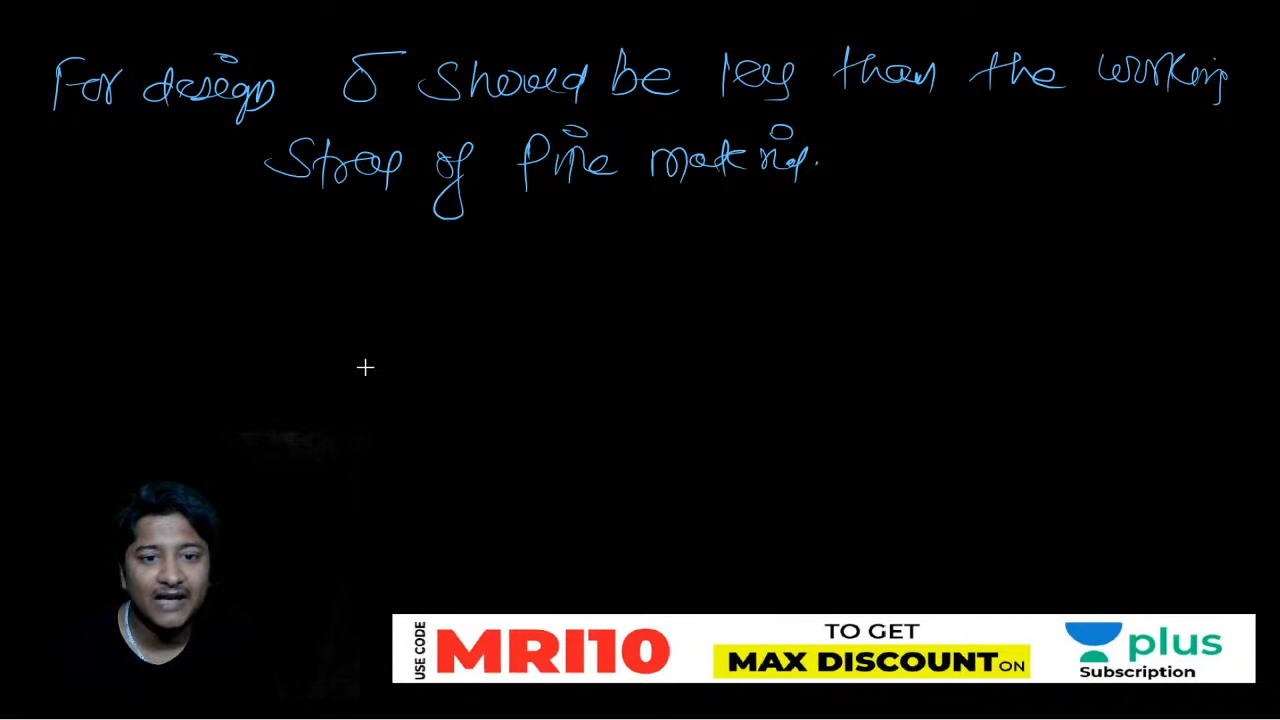 For design σ should be less than the working
stress of pipe material.
USE CODE
MRI10
TO GET
MAX DISCOUNT ON
plus
Subscription